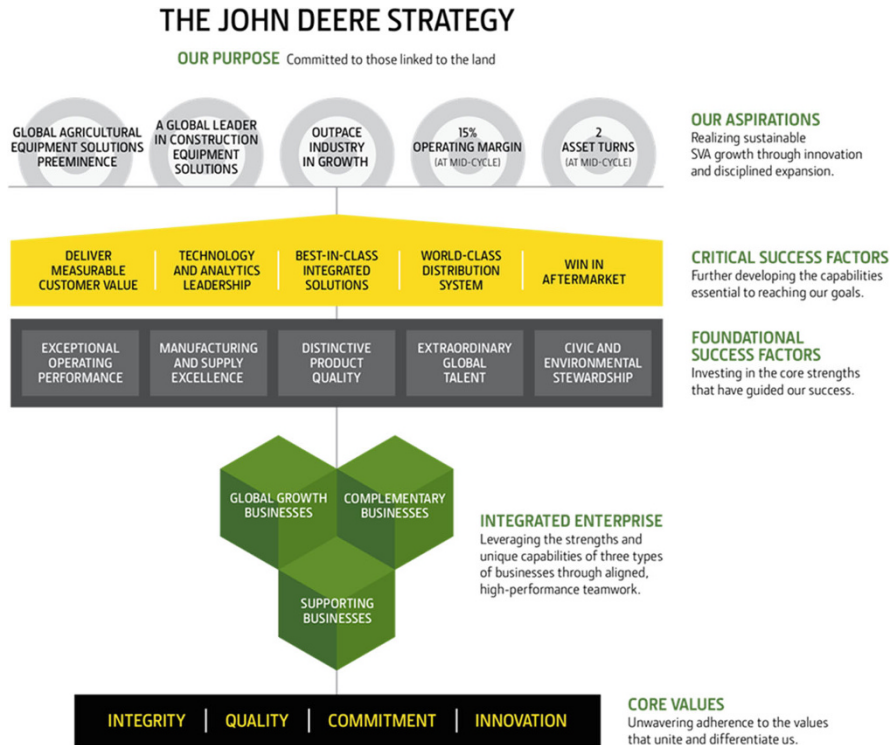 THE JOHN DEERE STRATEGY
OUR PURPOSE Committed to those linked to the land
GLOBAL AGRICULTURAL
EQUIPMENT SOLUTIONS
PREEMINENCE
A GLOBAL LEADER
IN CONSTRUCTION
EQUIPMENT
SOLUTIONS
OUTPACE
INDUSTRY
IN GROWTH
15%
OPERATING MARGIN
(AT MID-CYCLE)
2
ASSET TURNS
(AT MID-CYCLE)
OUR ASPIRATIONS
Realizing sustainable
SVA growth through innovation
and disciplined expansion.
DELIVER
MEASURABLE
CUSTOMER VALUE
TECHNOLOGY
AND ANALYTICS
LEADERSHIP
BEST-IN-CLASS
INTEGRATED
SOLUTIONS
WORLD-CLASS
DISTRIBUTION
SYSTEM
WIN IN
AFTERMARKET
CRITICAL SUCCESS FACTORS
Further developing the capabilities
essential to reaching our goals.
EXCEPTIONAL
OPERATING
PERFORMANCE
MANUFACTURING
AND SUPPLY
EXCELLENCE
DISTINCTIVE
PRODUCT
QUALITY
EXTRAORDINARY
GLOBAL
TALENT
CIVIC AND
ENVIRONMENTAL
STEWARDSHIP
FOUNDATIONAL
SUCCESS FACTORS
Investing in the core strengths
that have guided our success.
GLOBAL GROWTH
BUSINESSES
COMPLEMENTARY
BUSINESSES
SUPPORTING
BUSINESSES
INTEGRATED ENTERPRISE
Leveraging the strengths and
unique capabilities of three types
of businesses through aligned,
high-performance teamwork.
INTEGRITY | QUALITY | COMMITMENT | INNOVATION
CORE VALUES
Unwavering adherence to the values
that unite and differentiate us.